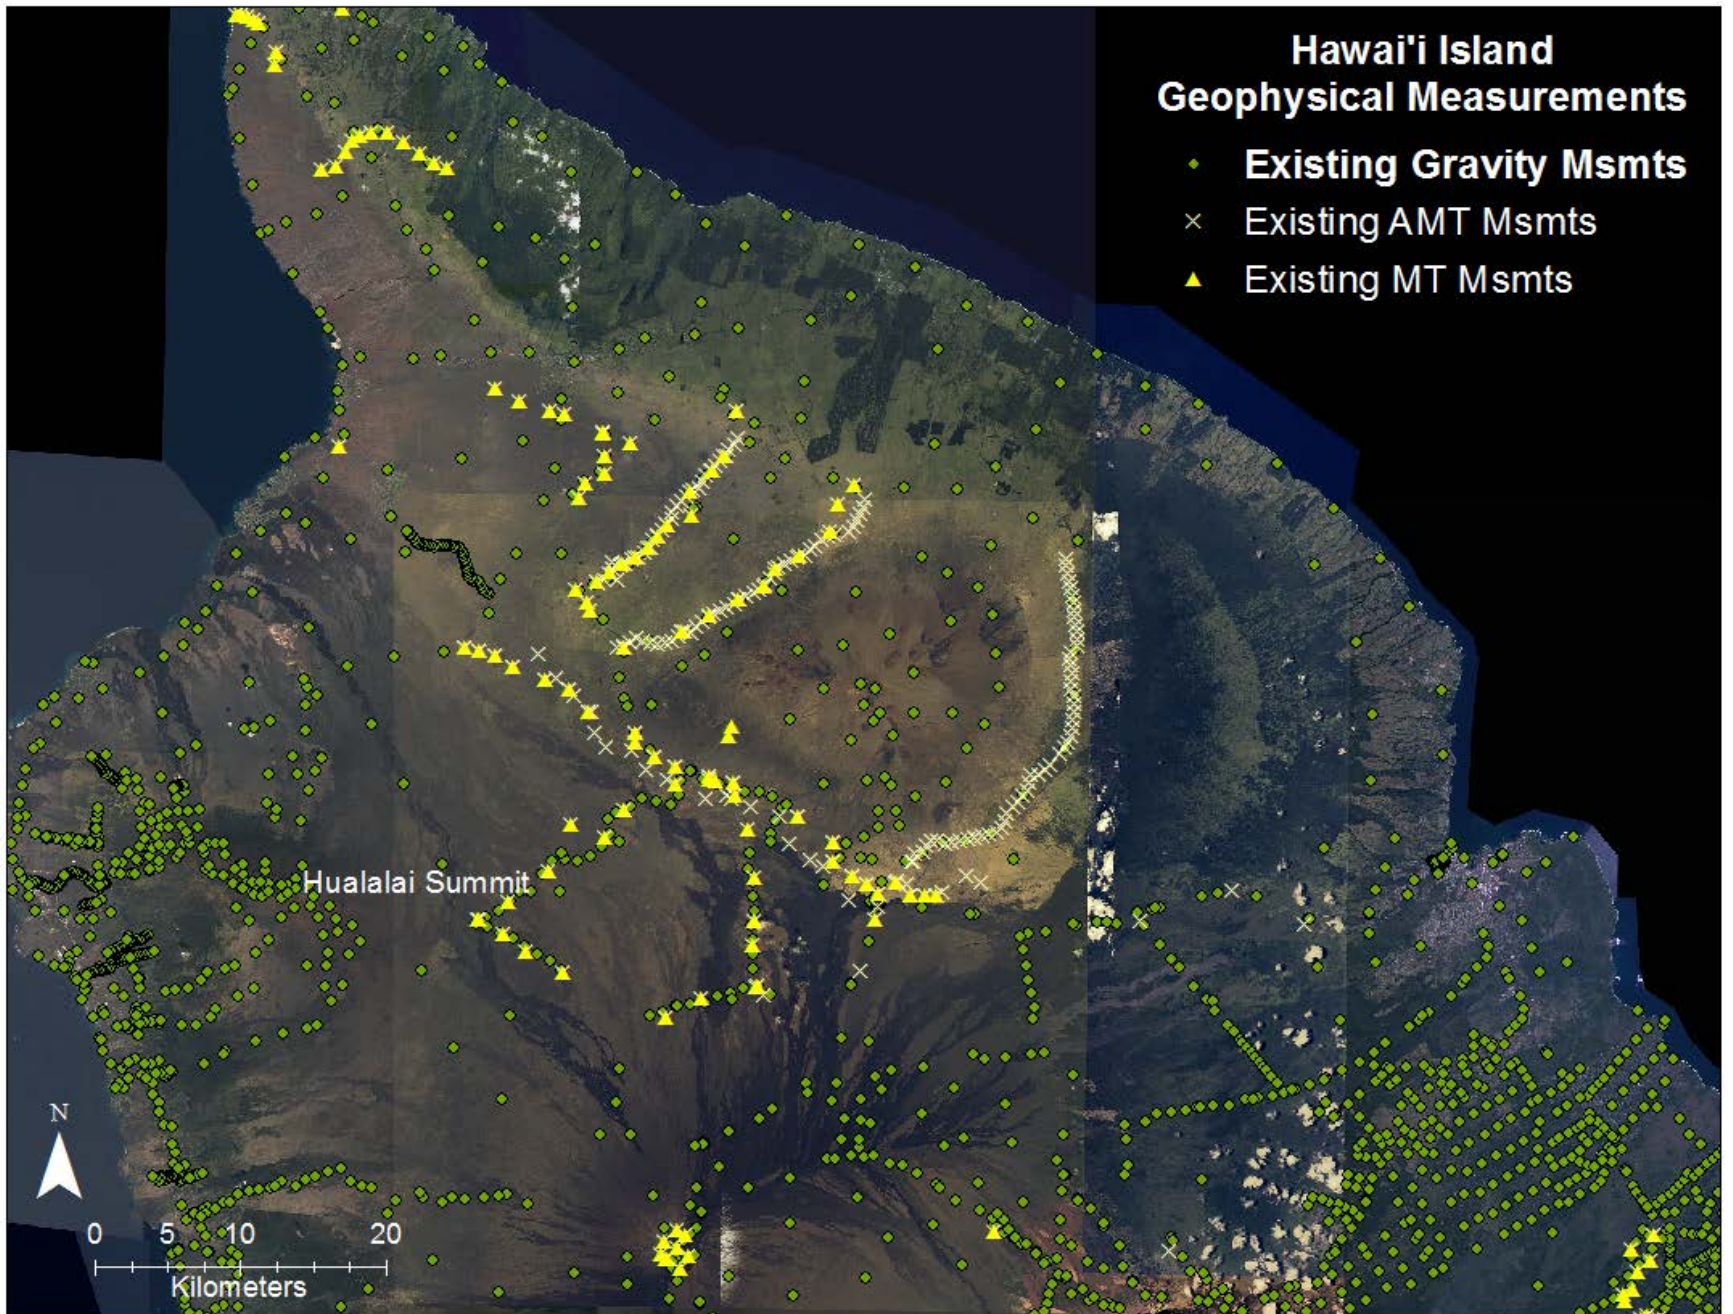 Hawai'i Island
Geophysical Measurements
Existing Gravity Msmts
Existing AMT Msmts
Existing MT Msmts
Hualalai Summit
N
0 5 10 20
Kilometers